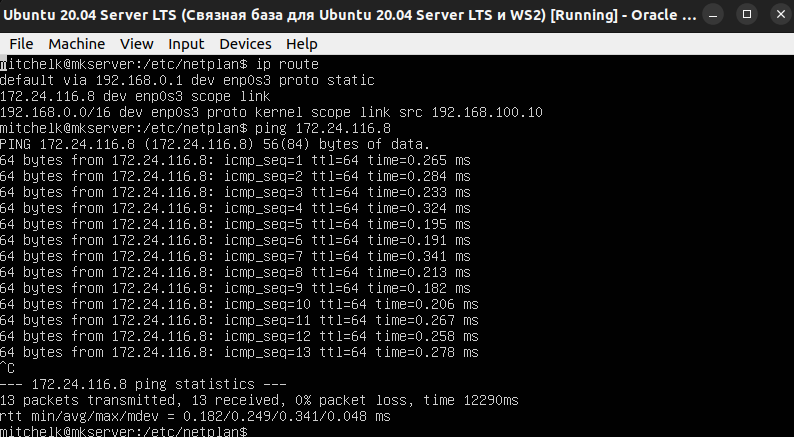 Ubuntu 20.04 Server LTS (Связная база для Ubuntu 20.04 Server LTS и WS2) [Running] - Oracle ...
File Machine View Input Devices Help
mitchelk@mkserver:/etc/netplan$ ip route
default via 192.168.0.1 dev enp0s3 proto static
172.24.116.8 dev enp0s3 scope link
192.168.0.0/16 dev enp0s3 proto kernel scope link src 192.168.100.10
mitchelk@mkserver:/etc/netplan$ ping 172.24.116.8
PING 172.24.116.8 (172.24.116.8) 56(84) bytes of data.
64 bytes from 172.24.116.8: icmp_seq=1 ttl=64 time=0.265 ms
64 bytes from 172.24.116.8: icmp_seq=2 ttl=64 time=0.284 ms
64 bytes from 172.24.116.8: icmp_seq=3 ttl=64 time=0.233 ms
64 bytes from 172.24.116.8: icmp_seq=4 ttl=64 time=0.324 ms
64 bytes from 172.24.116.8: icmp_seq=5 ttl=64 time=0.195 ms
64 bytes from 172.24.116.8: icmp_seq=6 ttl=64 time=0.191 ms
64 bytes from 172.24.116.8: icmp_seq=7 ttl=64 time=0.341 ms
64 bytes from 172.24.116.8: icmp_seq=8 ttl=64 time=0.213 ms
64 bytes from 172.24.116.8: icmp_seq=9 ttl=64 time=0.182 ms
64 bytes from 172.24.116.8: icmp_seq=10 ttl=64 time=0.206 ms
64 bytes from 172.24.116.8: icmp_seq=11 ttl=64 time=0.267 ms
64 bytes from 172.24.116.8: icmp_seq=12 ttl=64 time=0.258 ms
64 bytes from 172.24.116.8: icmp_seq=13 ttl=64 time=0.278 ms
^C
--- 172.24.116.8 ping statistics ---
13 packets transmitted, 13 received, 0% packet loss, time 12290ms
rtt min/avg/max/mdev = 0.182/0.249/0.341/0.048 ms
mitchelk@mkserver:/etc/netplan$